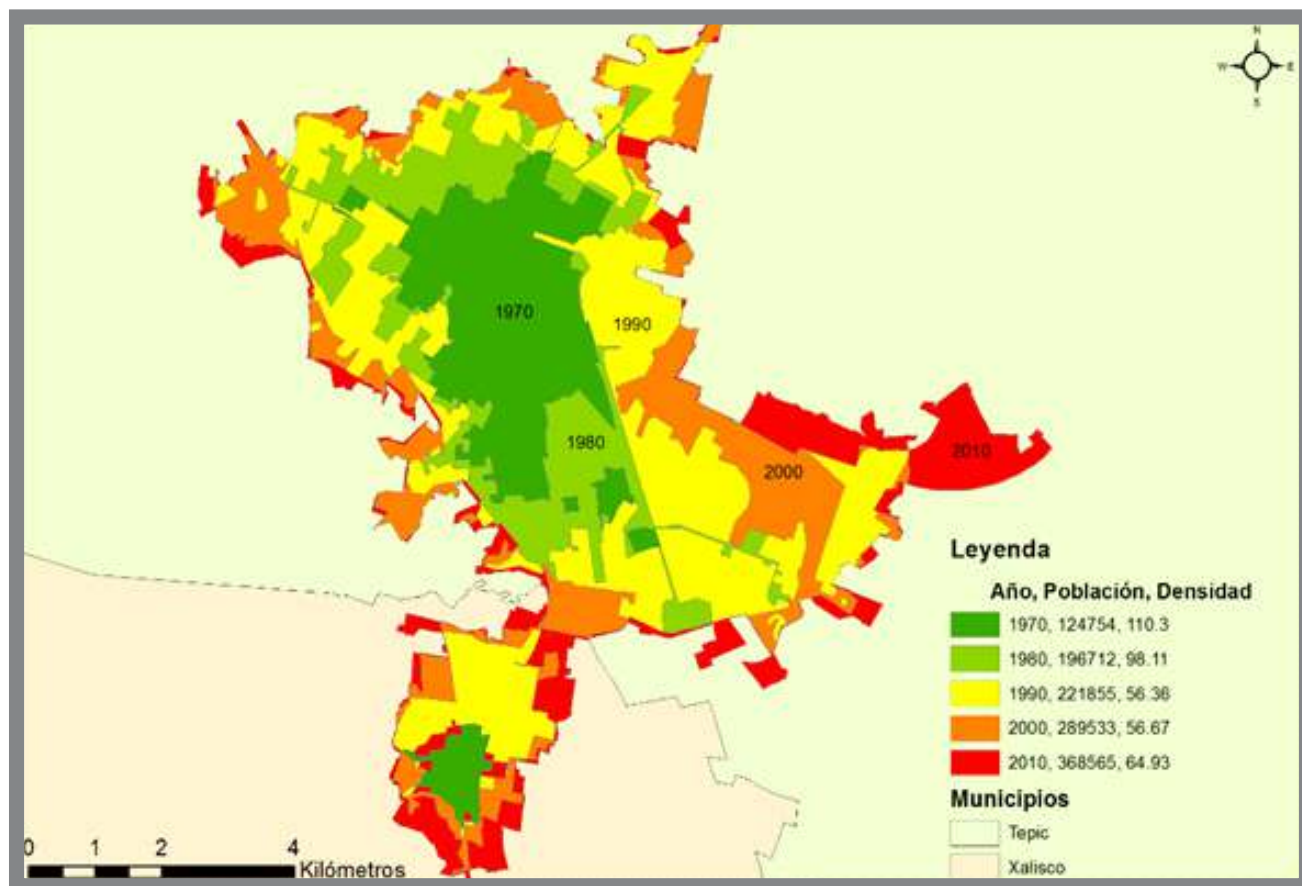 N
W E
S
1970
1990
1980
2000
2010
Leyenda
Año, Población, Densidad
1970, 124754, 110.3
1980, 196712, 98.11
1990, 221855, 56.36
2000, 289533, 56.67
2010, 368565, 64.93
Municipios
Tepic
Xalisco
0 1 2 4
Kilómetros